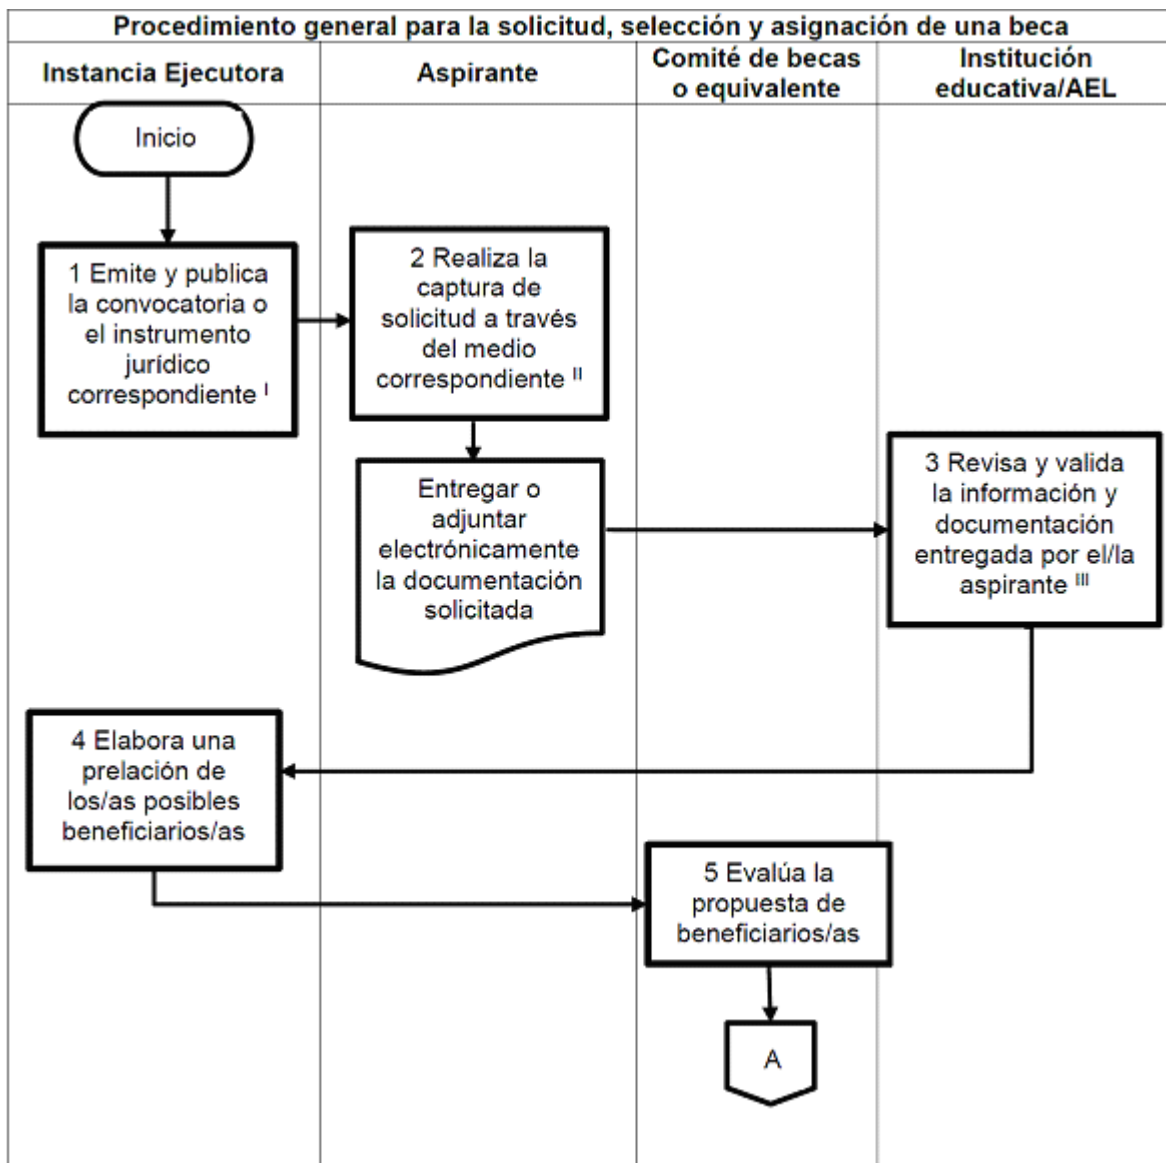 Procedimiento general para la solicitud, selección y asignación de una beca
Instancia Ejecutora
Aspirante
Comité de becas
o equivalente
Institución
educativa/AEL
Inicio
1 Emite y publica
la convocatoria o
el instrumento
jurídico
correspondiente I
2 Realiza la
captura de
solicitud a través
del medio
correspondiente II
Entregar o
adjuntar
electrónicamente
la documentación
solicitada
3 Revisa y valida
la información y
documentación
entregada por el/la
aspirante III
4 Elabora una
prelación de
los/as posibles
beneficiarios/as
5 Evalúa la
propuesta de
beneficiarios/as
A